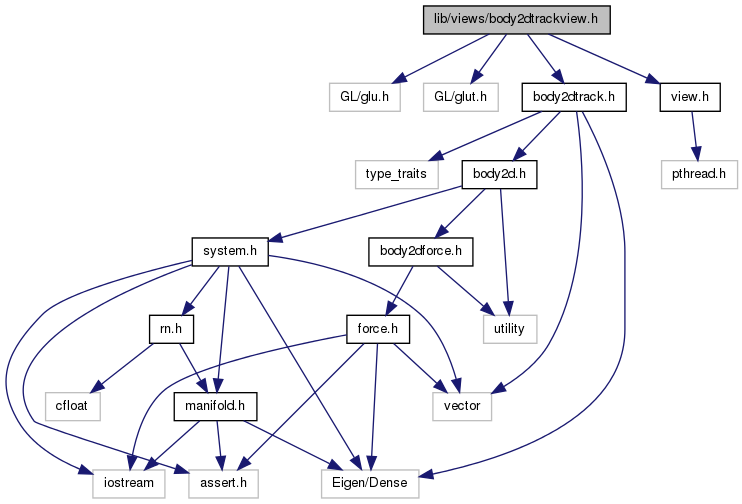 lib/views/body2dtrackview.h
GL/glu.h
GL/glut.h
body2dtrack.h
view.h
type_traits
body2d.h
pthread.h
system.h
body2dforce.h
rn.h
force.h
utility
cfloat
manifold.h
vector
iostream
assert.h
Eigen/Dense